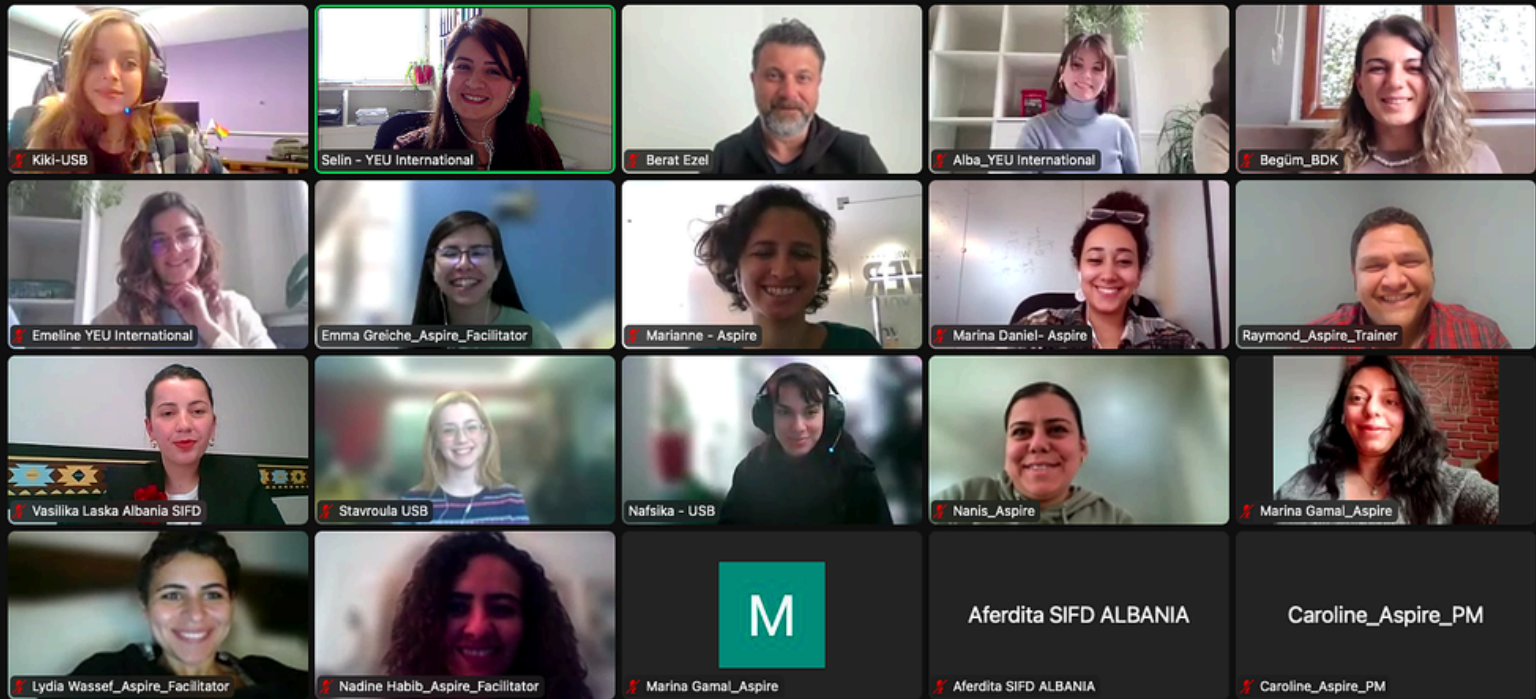 Kiki-USB
Selin - YEU International
Berat Ezel
Alba_YEU International
Begüm_BDK
Emeline YEU International
Emma Greiche_Aspire_Facilitator
Marianne - Aspire
Marina Daniel- Aspire
Raymond_Aspire_Trainer
Vasilika Laska Albania SIFD
Stavroula USB
Nafsika - USB
Nanis_Aspire
Marina Gamal_Aspire
Lydia Wassef_Aspire_Facilitator
Nadine Habib_Aspire_Facilitator
M
Marina Gamal_Aspire
Aferdita SIFD ALBANIA
Aferdita SIFD ALBANIA
Caroline_Aspire_PM
Caroline_Aspire_PM